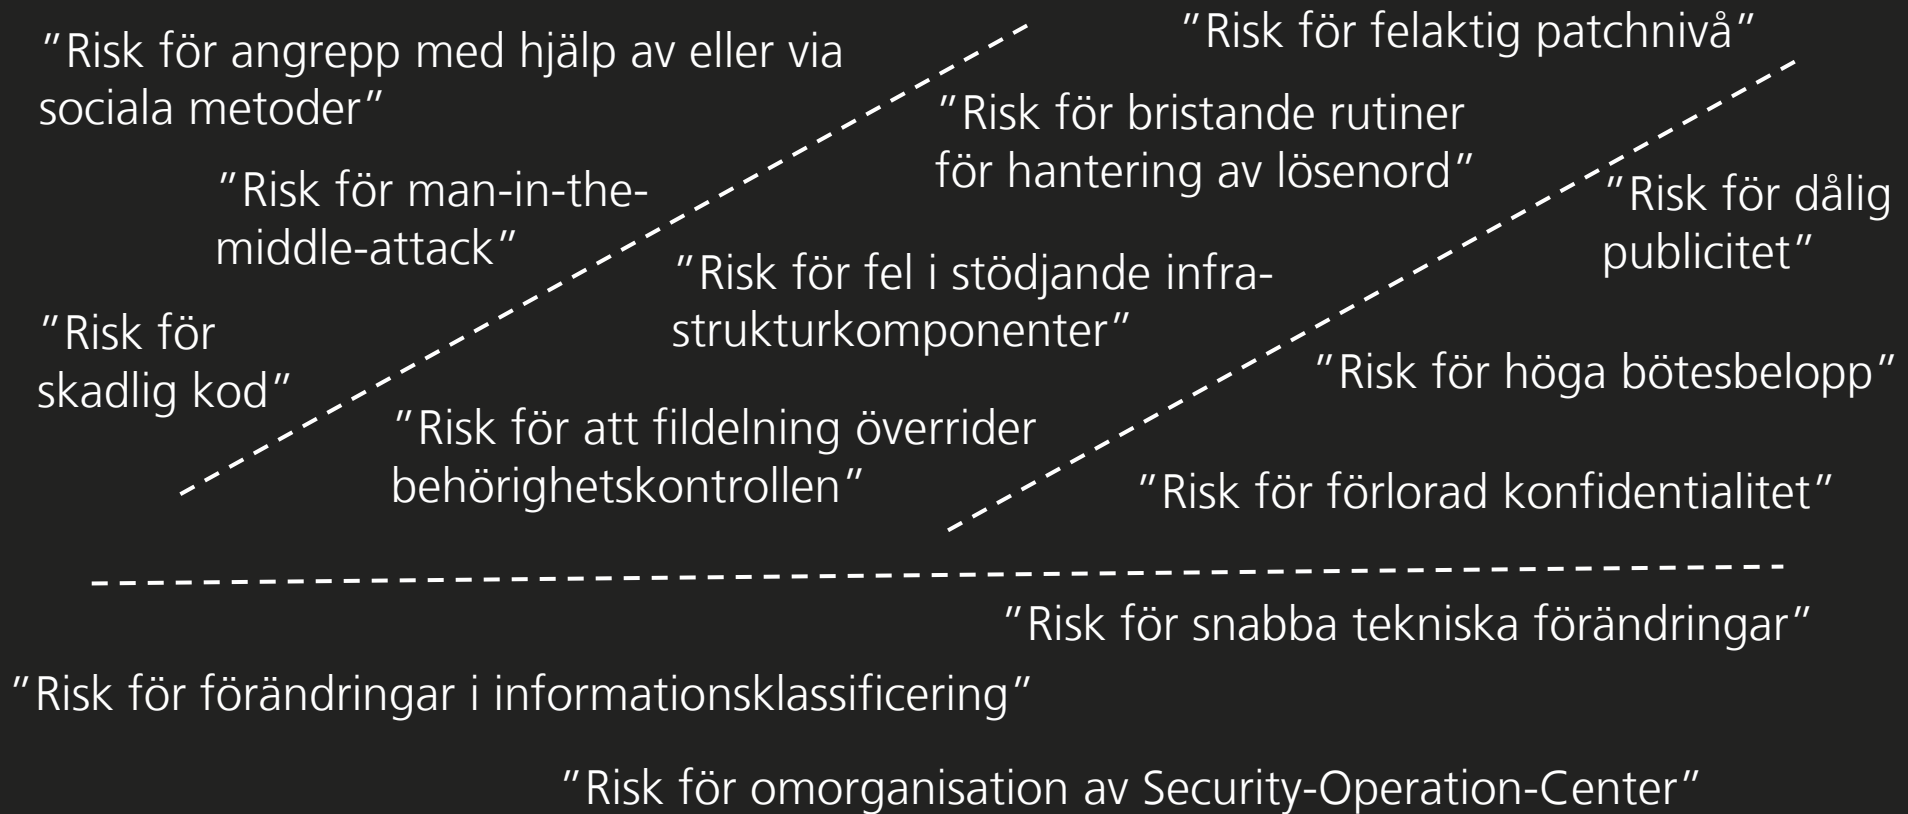 ”Risk för angrepp med hjälp av eller via
sociala metoder”
”Risk för man-in-the-
middle-attack”
”Risk för
skadlig kod”
”Risk för felaktig patchnivå”
”Risk för bristande rutiner
för hantering av lösenord”
”Risk för fel i stödjande infra-
strukturkomponenter”
”Risk för att fildelning överrider
behörighetskontrollen”
”Risk för dålig
publicitet”
”Risk för höga bötesbelopp”
”Risk för förlorad konfidentialitet”
”Risk för snabba tekniska förändringar”
”Risk för förändringar i informationsklassificering”
”Risk för omorganisation av Security-Operation-Center”